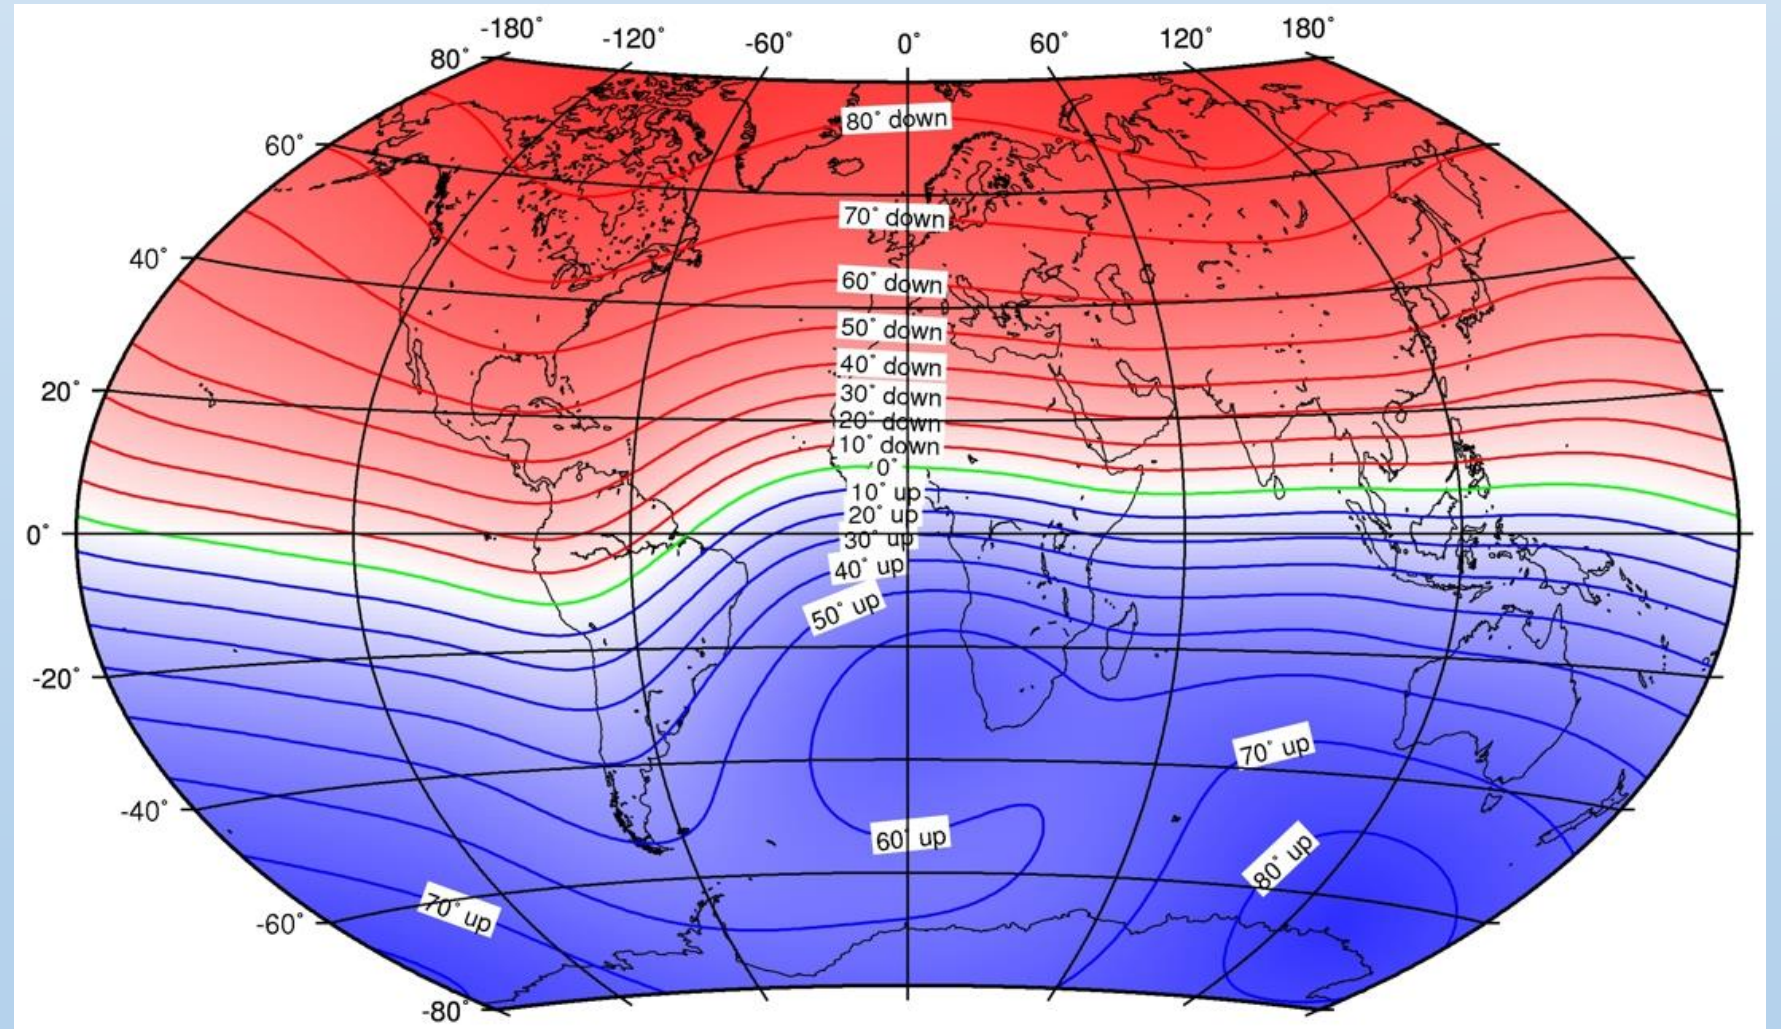 -180°
-120°
-60°
0°
60°
120°
180°
80°
60°
40°
20°
0°
-20°
-40°
-60°
-80°
80° down
70° down
60° down
50° down
40° down
30° down
20° down
10° down
0°
10° up
20° up
30° up
40° up
50° up
60° up
70° up
80° up
70° up